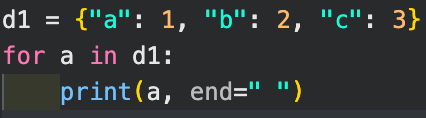 d1 = {"a": 1, "b": 2, "c": 3}
for a in d1:
    print(a, end=" ")